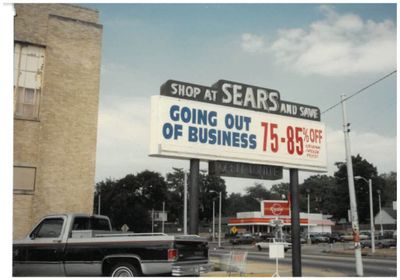 SHOP AT SEARS AND SAVE
GOING OUT
OF BUSINESS
75-85% OFF